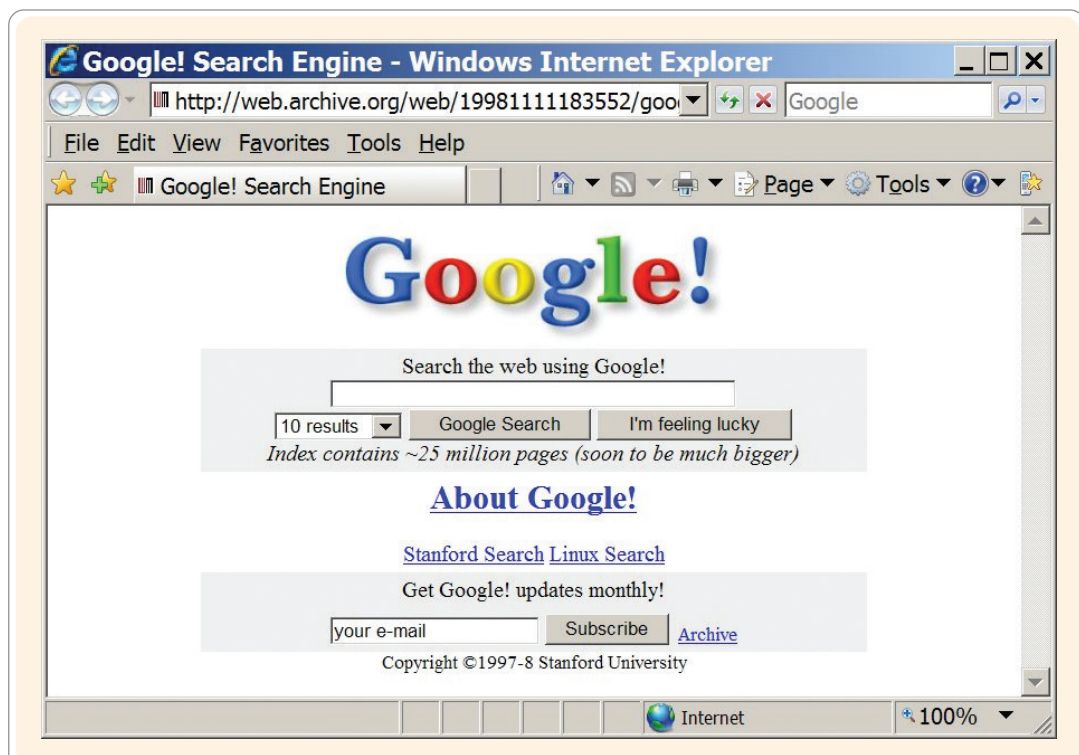 Google! Search Engine - Windows Internet Explorer
http://web.archive.org/web/19981111183552/goo
Google
File Edit View Favorites Tools Help
Google! Search Engine
Page Tools
Google!
Search the web using Google!
10 results Google Search I'm feeling lucky
Index contains ~25 million pages (soon to be much bigger)
About Google!
Stanford Search Linux Search
Get Google! updates monthly!
your e-mail Subscribe Archive
Copyright ©1997-8 Stanford University
Internet 100%